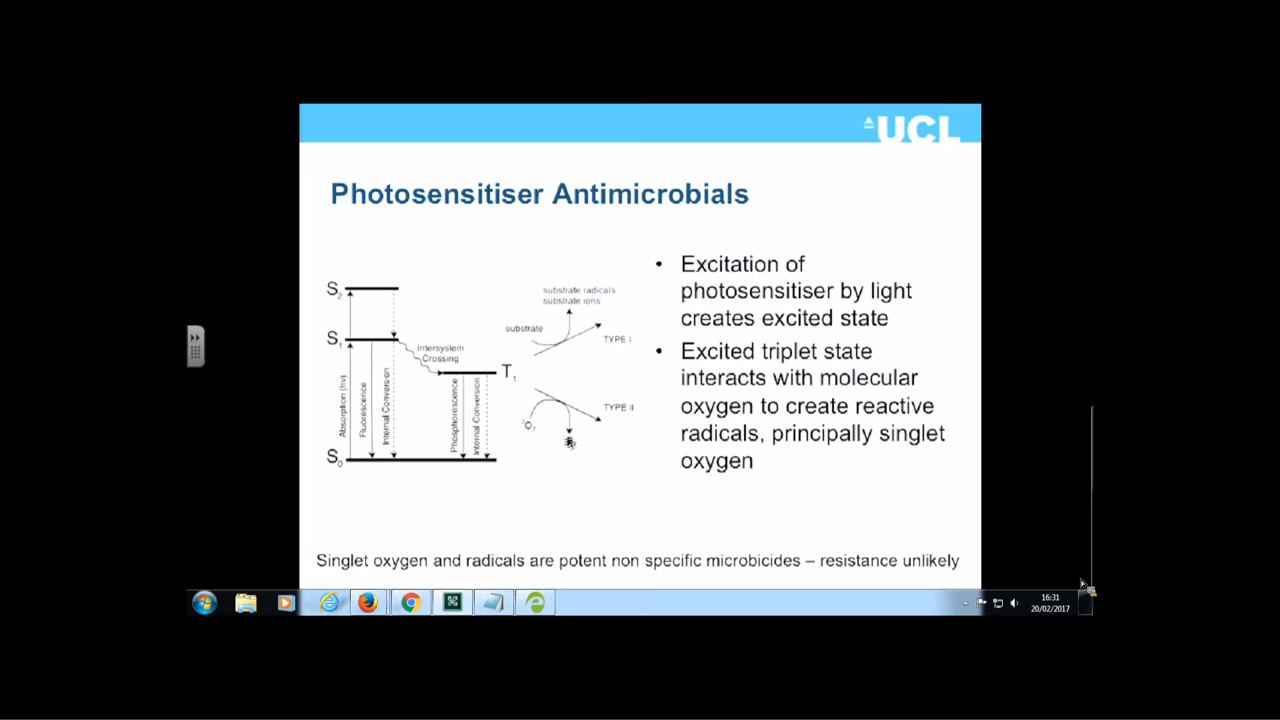 UCL
Photosensitiser Antimicrobials
S2
S1
S0
T1
Absorption (hv)
Fluorescence
Internal Conversion
Intersystem
Crossing
Phosphorescence
Internal Conversion
substrate radicals
substrate ions
substrate
TYPE I
TYPE II
• Excitation of
photosensitiser by light
creates excited state
• Excited triplet state
interacts with molecular
oxygen to create reactive
radicals, principally singlet
oxygen
Singlet oxygen and radicals are potent non specific microbicides – resistance unlikely
16:31
20/02/2017